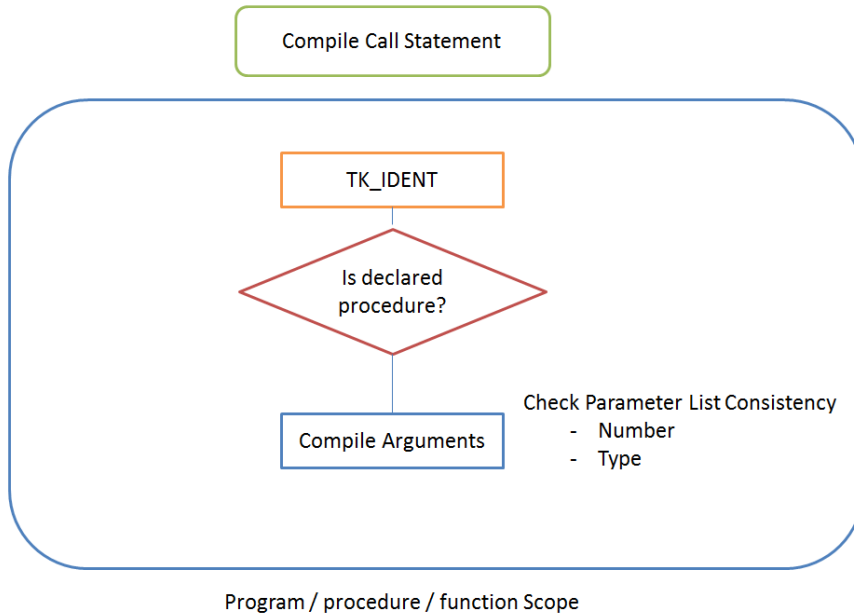 Compile Call Statement
TK_IDENT
Is declared
procedure?
Compile Arguments
Check Parameter List Consistency
- Number
- Type
Program / procedure / function Scope